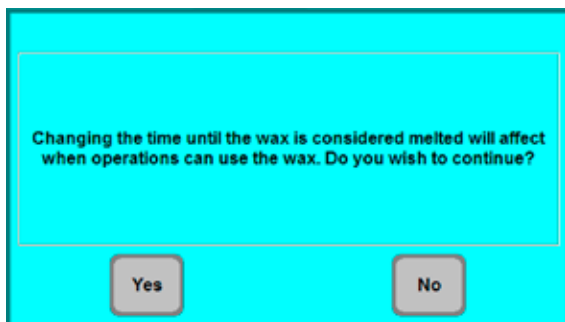 Changing the time until the wax is considered melted will affect
when operations can use the wax. Do you wish to continue?
Yes
No